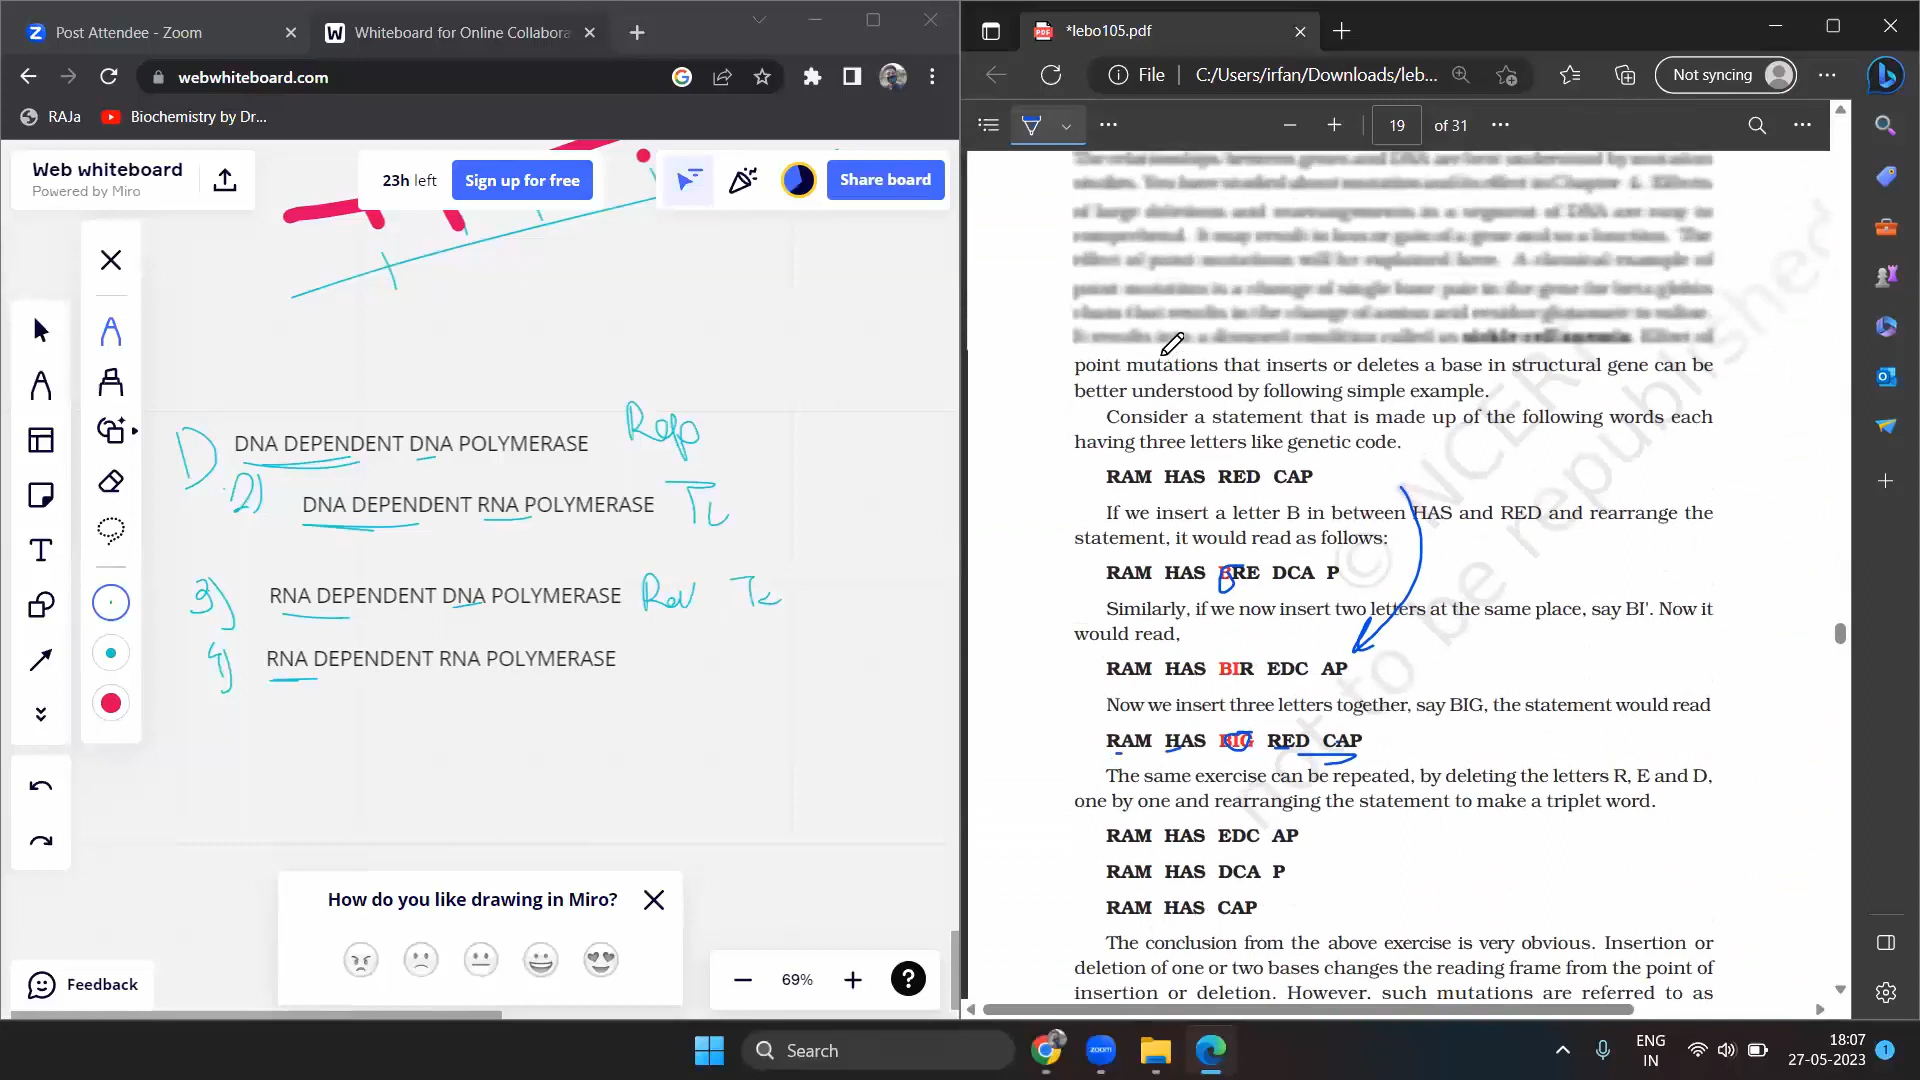 Post Attendee - Zoom
Whiteboard for Online Collabora
webwhiteboard.com
RAJa
Biochemistry by Dr...
Web whiteboard
Powered by Miro
23h left
Sign up for free
Share board
DNA DEPENDENT DNA POLYMERASE
2)
DNA DEPENDENT RNA POLYMERASE
3)
RNA DEPENDENT DNA POLYMERASE
Rev
4)
RNA DEPENDENT RNA POLYMERASE
How do you like drawing in Miro?
69%
Feedback
*lebo105.pdf
File
C:/Users/irfan/Downloads/leb...
Not syncing
19 of 31
point mutations that inserts or deletes a base in structural gene can be
better understood by following simple example.
Consider a statement that is made up of the following words each
having three letters like genetic code.
RAM HAS RED CAP
If we insert a letter B in between HAS and RED and rearrange the
statement, it would read as follows:
RAM HAS BRE DCA P
Similarly, if we now insert two letters at the same place, say BI'. Now it
would read,
RAM HAS BIR EDC AP
Now we insert three letters together, say BIG, the statement would read
RAM HAS BIG RED CAP
The same exercise can be repeated, by deleting the letters R, E and D,
one by one and rearranging the statement to make a triplet word.
RAM HAS EDC AP
RAM HAS DCA P
RAM HAS CAP
The conclusion from the above exercise is very obvious. Insertion or
deletion of one or two bases changes the reading frame from the point of
insertion or deletion. However, such mutations are referred to as
© NCERT
not to be republished
Search
zoom
ENG
IN
18:07
27-05-2023
1